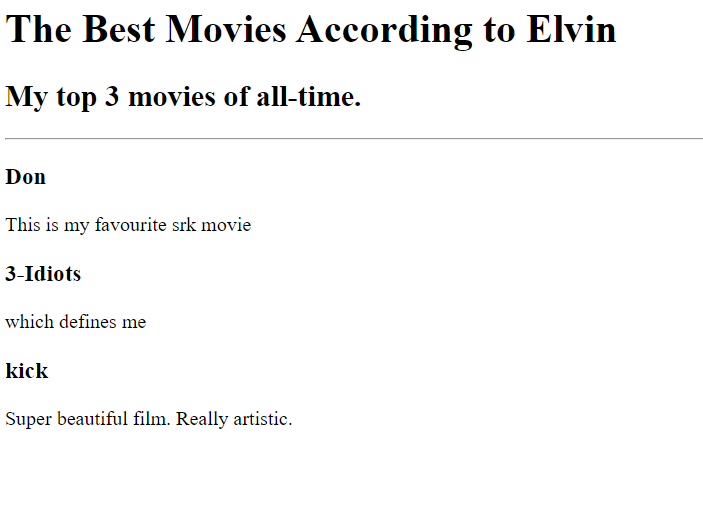 The Best Movies According to Elvin
My top 3 movies of all-time.
Don
This is my favourite srk movie
3-Idiots
which defines me
kick
Super beautiful film. Really artistic.